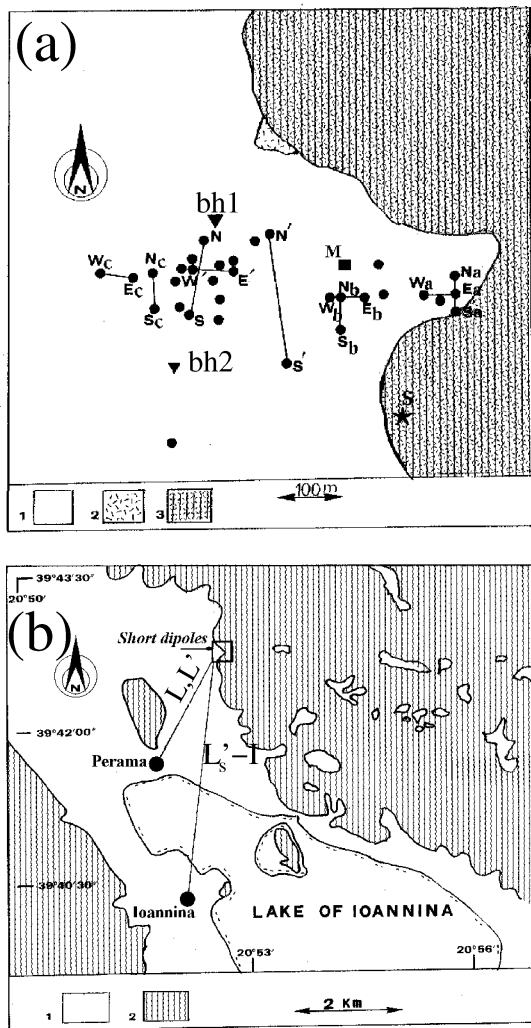 (a)
N
bh1
N N'
Wc Nc W' E' M Na
Ec Nb Wa Ea
Wb Eb Sa
Sc S Sb
bh2 S' S
100m
1 2 3
(b)
39°43'30"
20°50'
N
Short dipoles
L,L'
39°42'00"
Perama
Ls'-I
39°40'30"
Ioannina
LAKE OF IOANNINA
20°53' 20°56'
1 2 2 Km